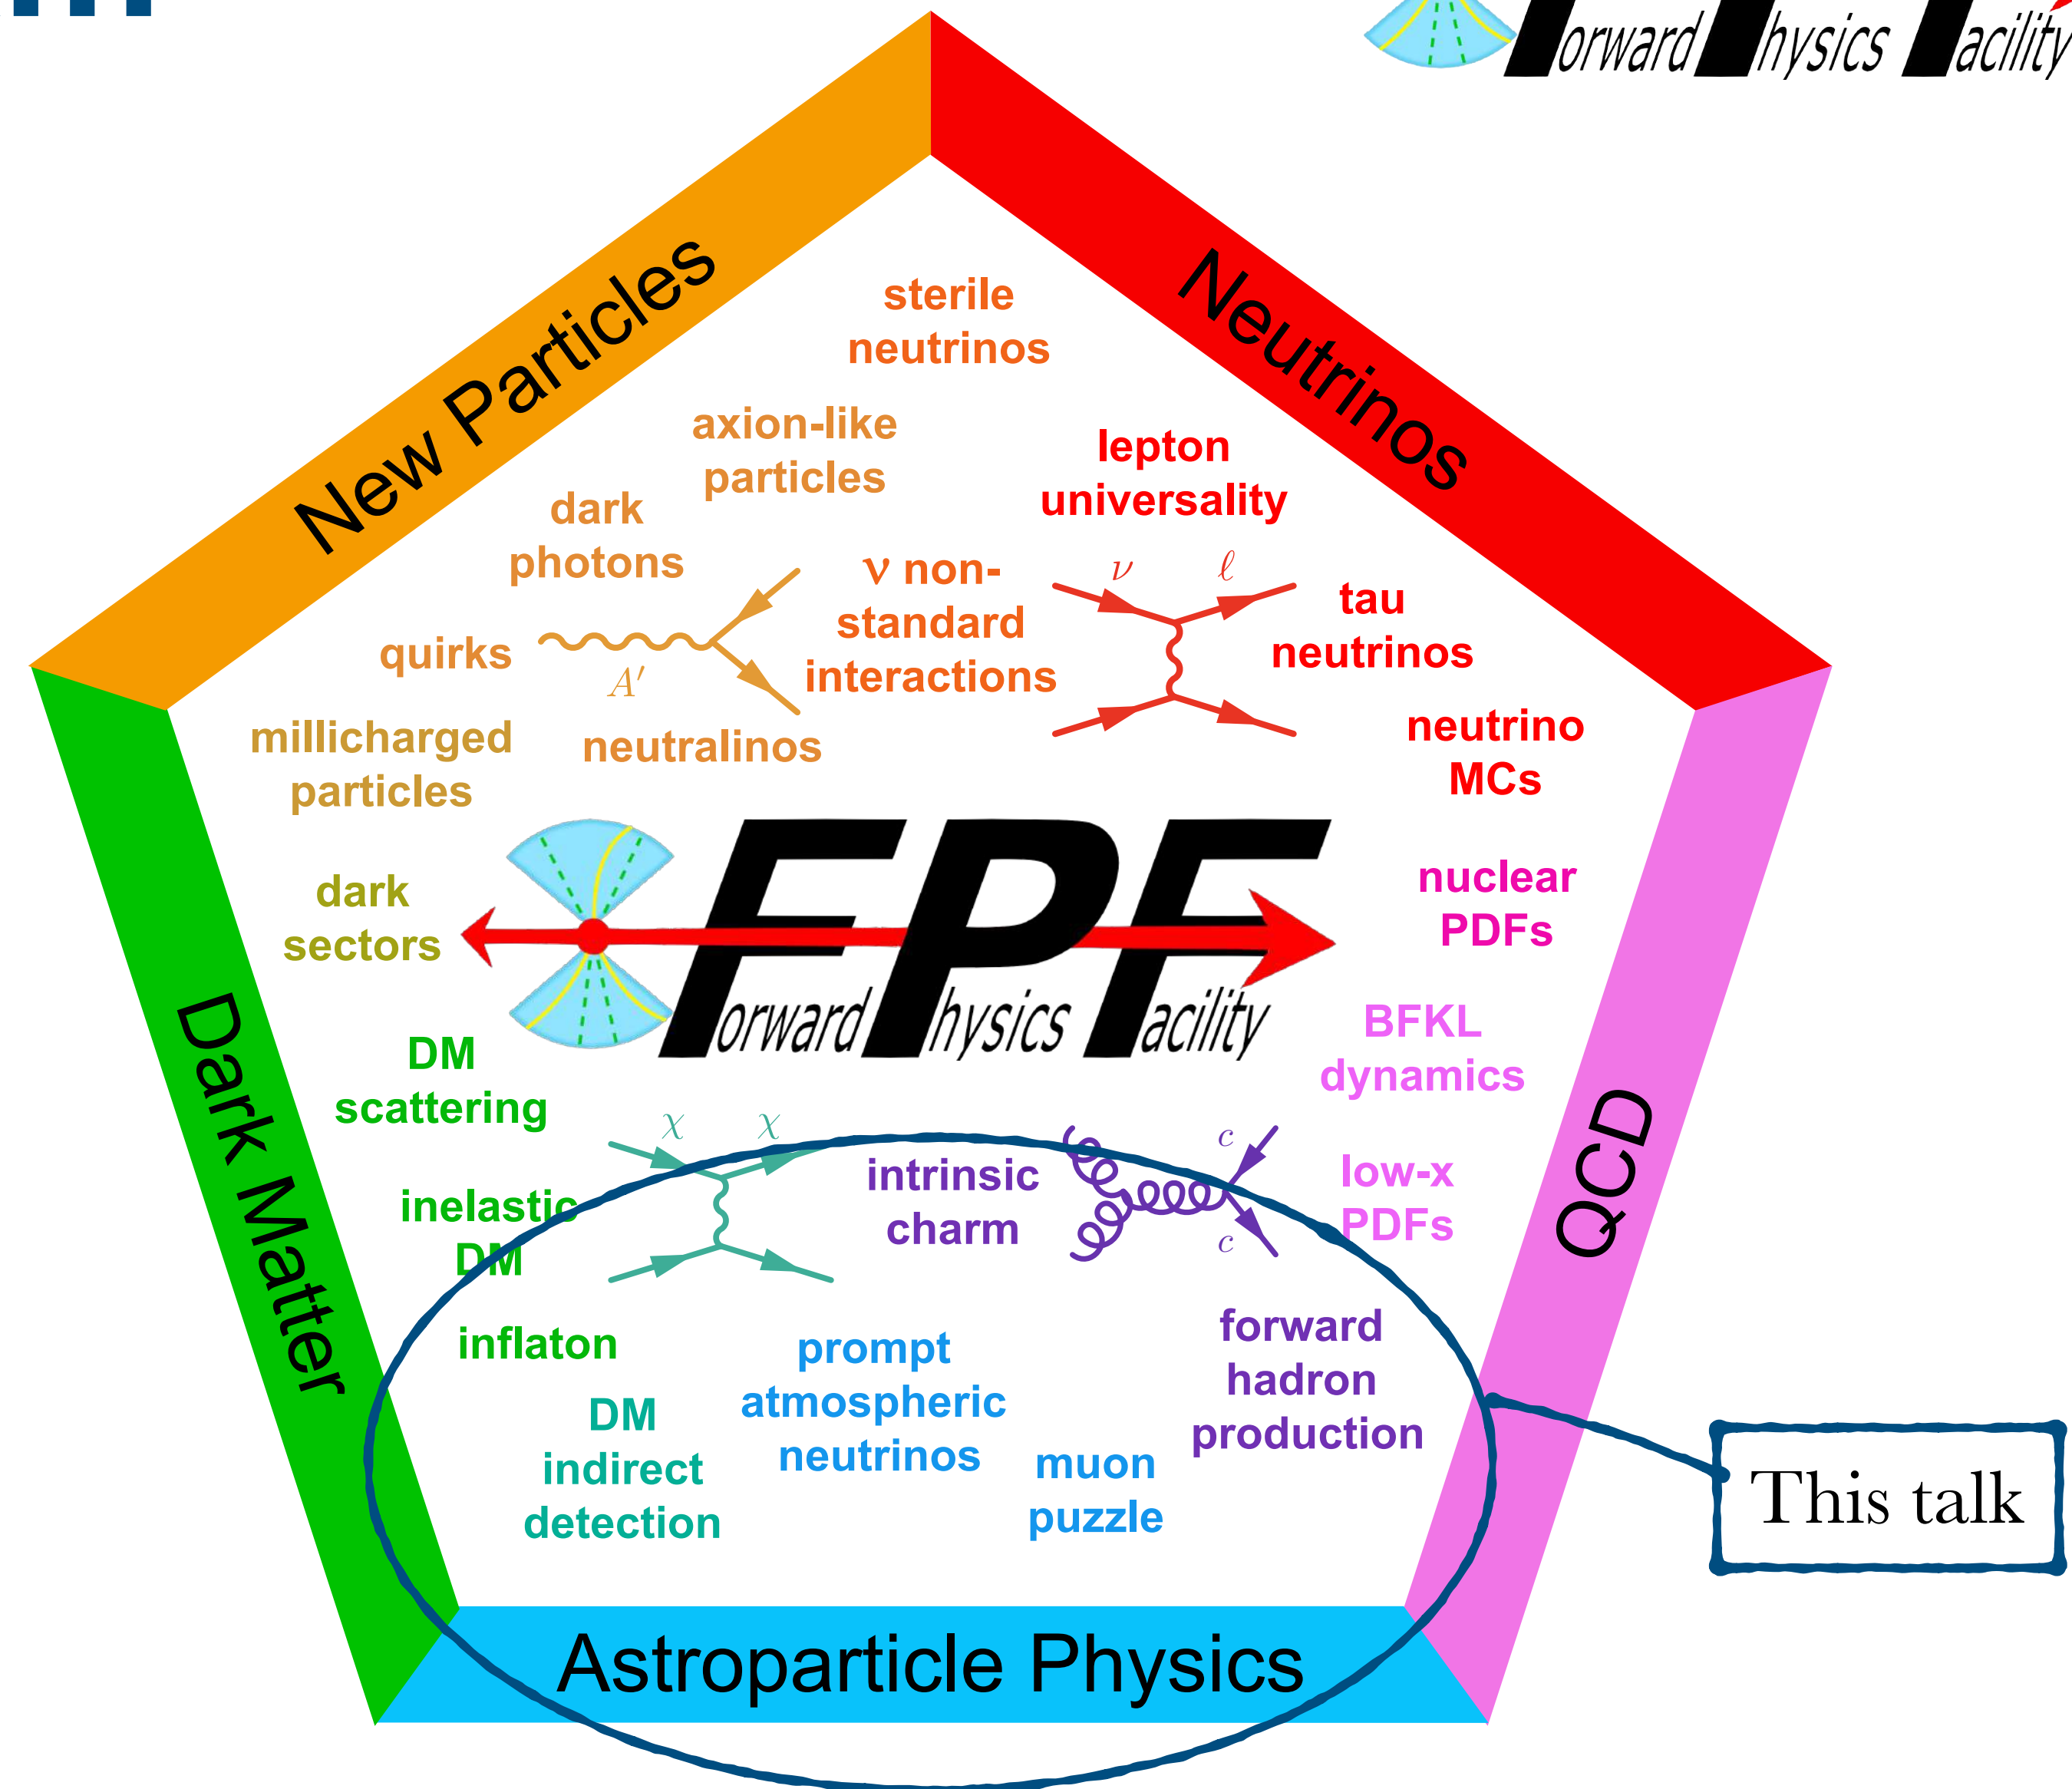 Forward Physics Facility
New Particles
Neutrinos
sterile
neutrinos
axion-like
particles
lepton
universality
dark
photons
ν non-
standard
interactions
ν
ℓ
tau
neutrinos
quirks
A′
millicharged
particles
neutralinos
neutrino
MCs
dark
sectors
FPF
Forward Physics Facility
nuclear
PDFs
Dark Matter
DM
scattering
BFKL
dynamics
QCD
χ
χ
intrinsic
charm
c
c
low-x
PDFs
inelastic
DM
inflaton
prompt
atmospheric
neutrinos
forward
hadron
production
DM
indirect
detection
muon
puzzle
This talk
Astroparticle Physics